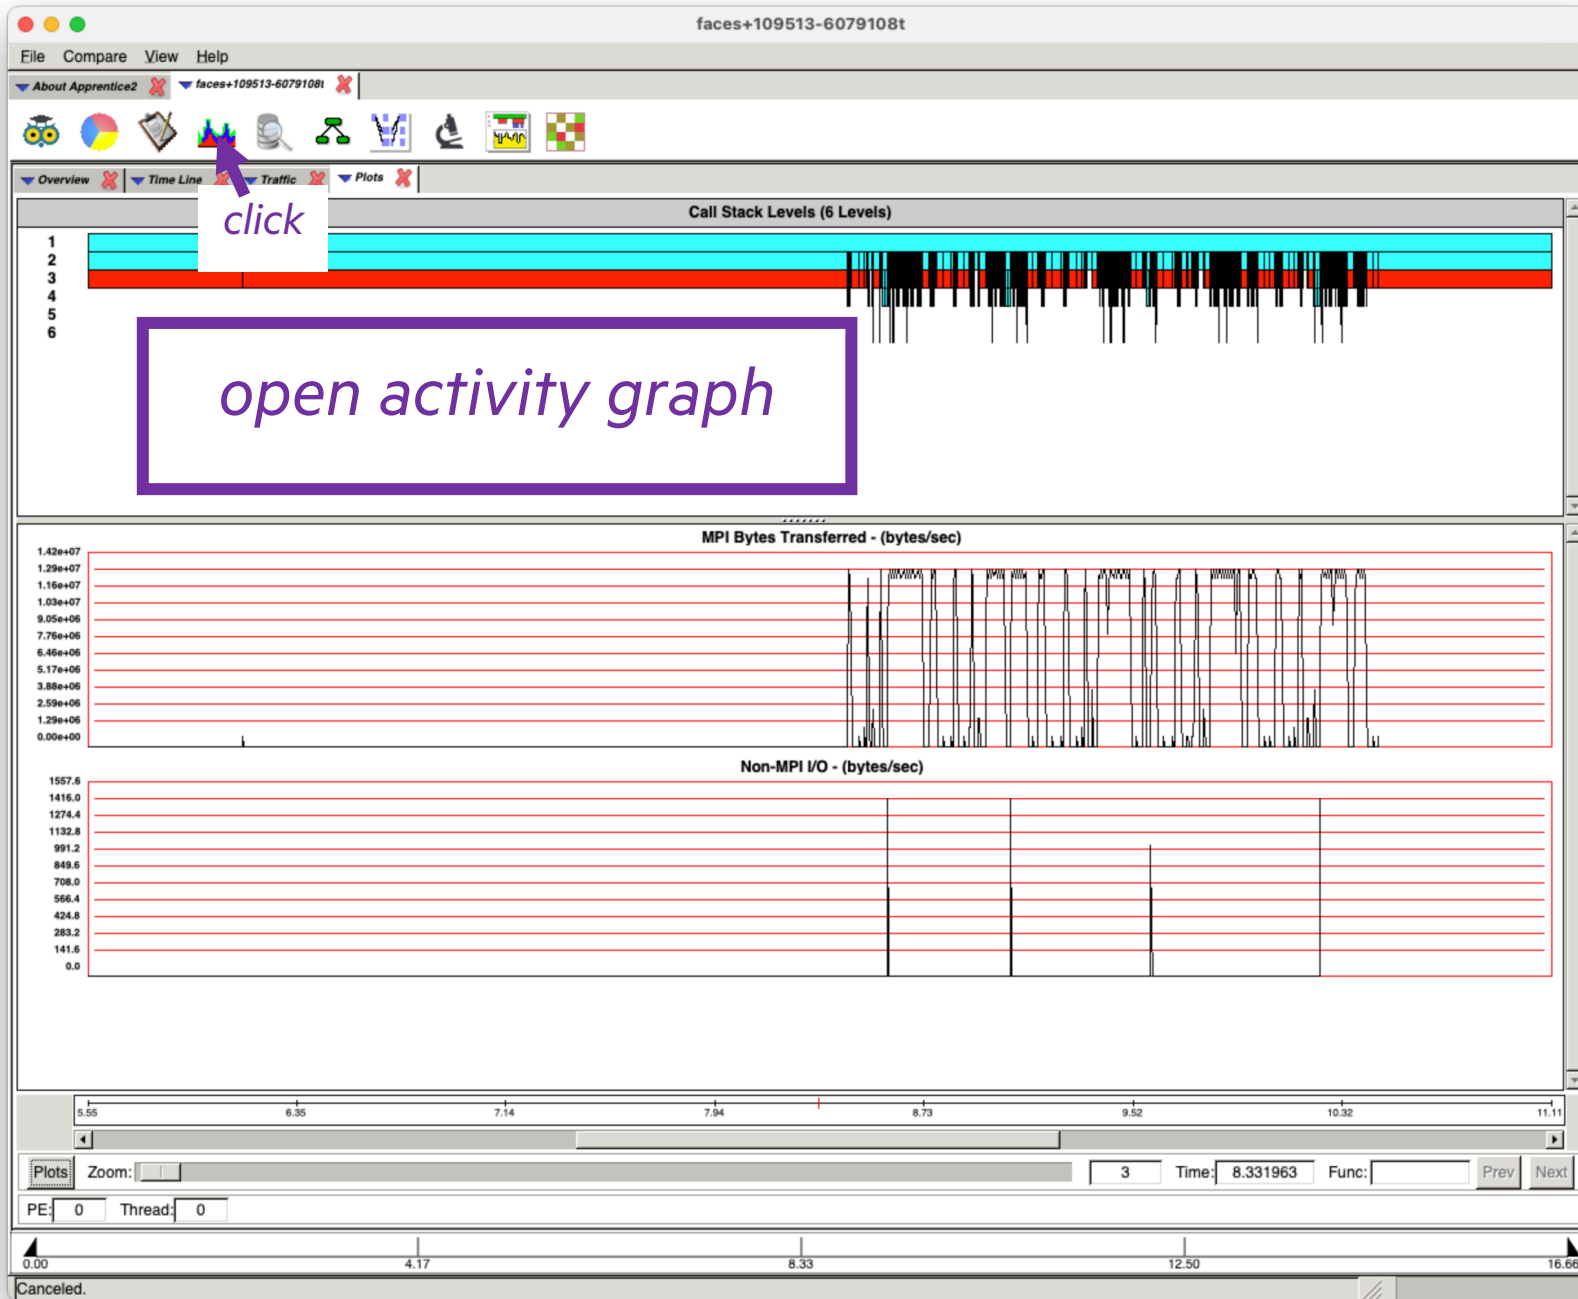 faces+109513-6079108t
File Compare View Help
About Apprentice2 faces+109513-6079108t
Overview Time Line Traffic Plots
click
Call Stack Levels (6 Levels)
1
2
3
4
5
6
open activity graph
MPI Bytes Transferred - (bytes/sec)
1.42e+07
1.29e+07
1.16e+07
1.03e+07
9.05e+06
7.76e+06
6.46e+06
5.17e+06
3.88e+06
2.59e+06
1.29e+06
0.00e+00
Non-MPI I/O - (bytes/sec)
1557.6
1416.0
1274.4
1132.8
991.2
849.6
708.0
566.4
424.8
283.2
141.6
0.0
5.55 6.35 7.14 7.94 8.73 9.52 10.32 11.11
Plots Zoom: 3 Time: 8.331963 Func: Prev Next
PE: 0 Thread: 0
0.00 4.17 8.33 12.50 16.66
Canceled.